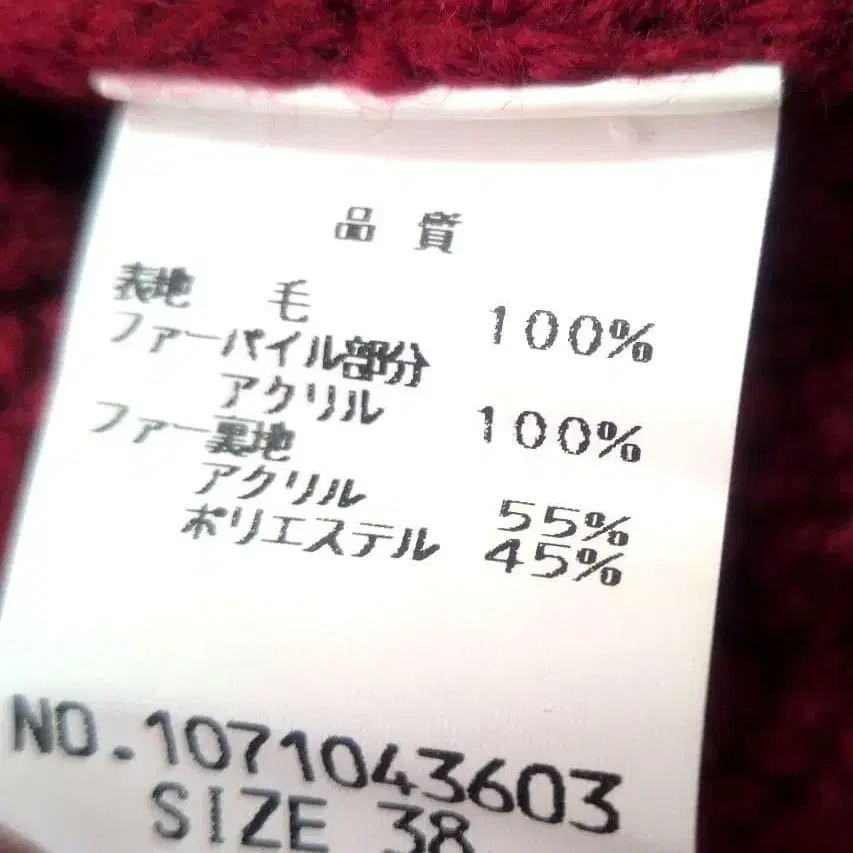 品質
表地 毛 100%
ファーパイル部分
アクリル 100%
ファー裏地
アクリル 55%
ポリエステル 45%
NO.1071043603
SIZE 38